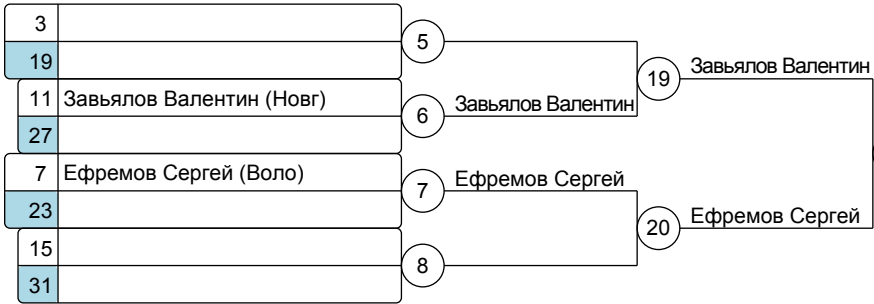 3
5
19
19 Завьялов Валентин
11 Завьялов Валентин (Новг)
6 Завьялов Валентин
27
7 Ефремов Сергей (Воло)
7 Ефремов Сергей
23
20 Ефремов Сергей
15
8
31